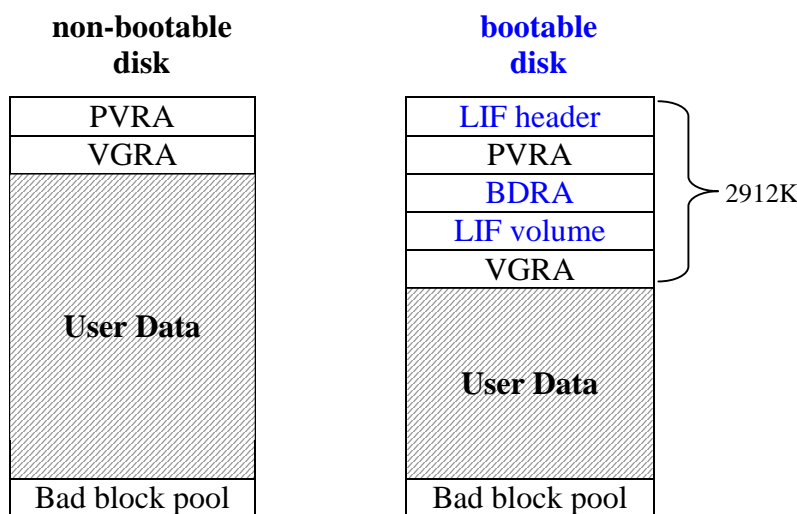 non-bootable
disk
PVRA
VGRA
User Data
Bad block pool
bootable
disk
LIF header
PVRA
BDRA
LIF volume
VGRA
2912K
User Data
Bad block pool